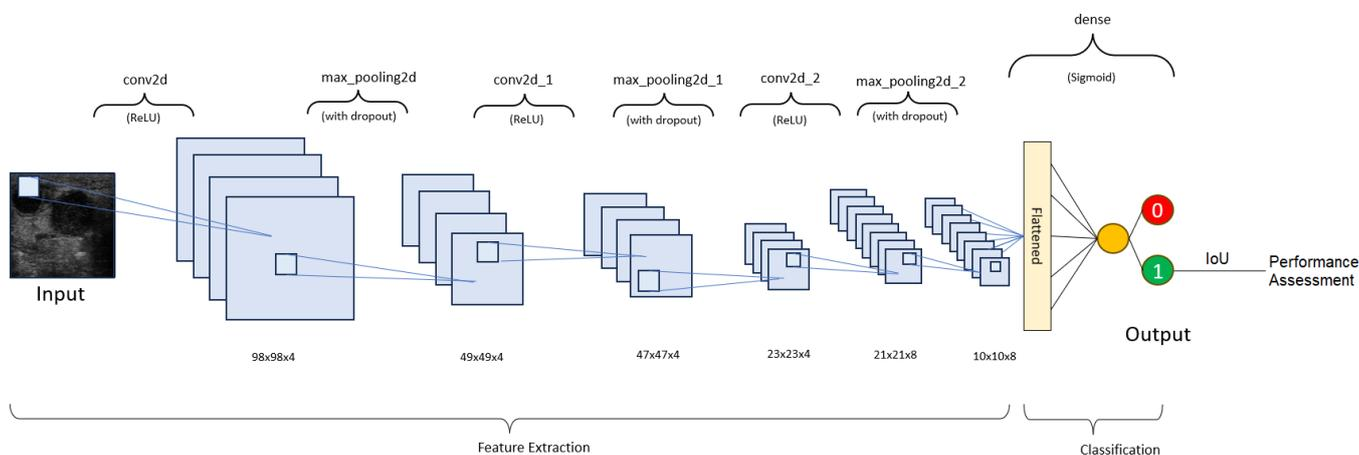 dense
(Sigmoid)
conv2d
(ReLU)
max_pooling2d
(with dropout)
conv2d_1
(ReLU)
max_pooling2d_1
(with dropout)
conv2d_2
(ReLU)
max_pooling2d_2
(with dropout)
Input
Flattened
0
1
IoU
Performance
Assessment
Output
98x98x4
49x49x4
47x47x4
23x23x4
21x21x8
10x10x8
Feature Extraction
Classification